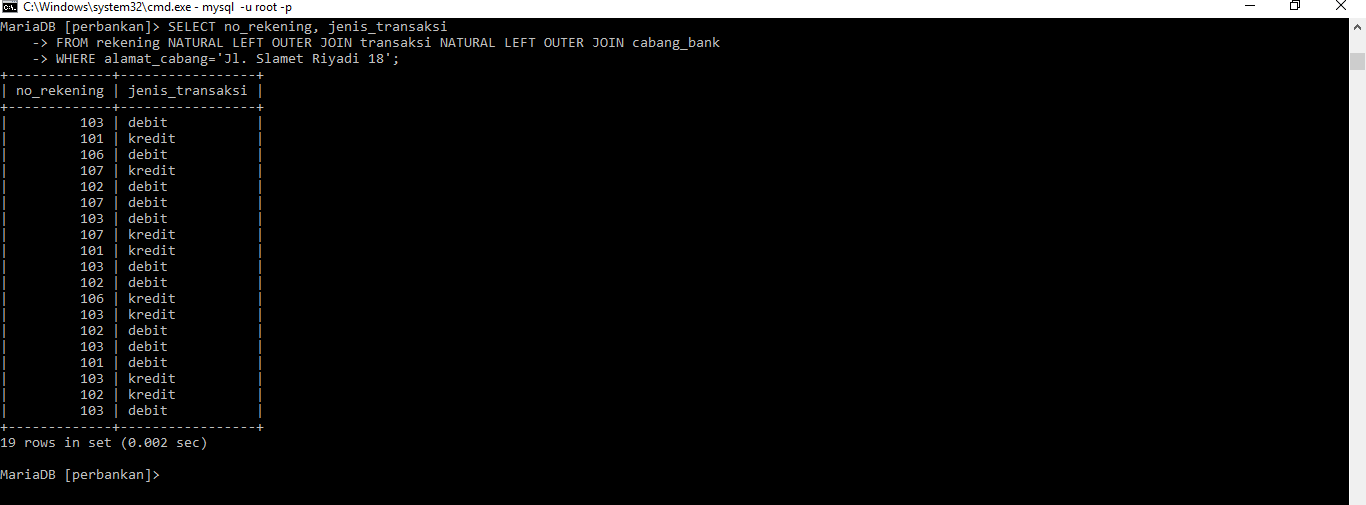 C:\Windows\system32\cmd.exe - mysql  -u root -p
MariaDB [perbankan]> SELECT no_rekening, jenis_transaksi
    -> FROM rekening NATURAL LEFT OUTER JOIN transaksi NATURAL LEFT OUTER JOIN cabang_bank
    -> WHERE alamat_cabang='Jl. Slamet Riyadi 18';
+-------------+-----------------+
| no_rekening | jenis_transaksi |
+-------------+-----------------+
|         103 | debit           |
|         101 | kredit          |
|         106 | debit           |
|         107 | kredit          |
|         102 | debit           |
|         107 | debit           |
|         103 | debit           |
|         107 | kredit          |
|         101 | kredit          |
|         103 | debit           |
|         102 | debit           |
|         106 | kredit          |
|         103 | kredit          |
|         102 | debit           |
|         103 | debit           |
|         101 | debit           |
|         103 | kredit          |
|         102 | kredit          |
|         103 | debit           |
+-------------+-----------------+
19 rows in set (0.002 sec)
MariaDB [perbankan]>